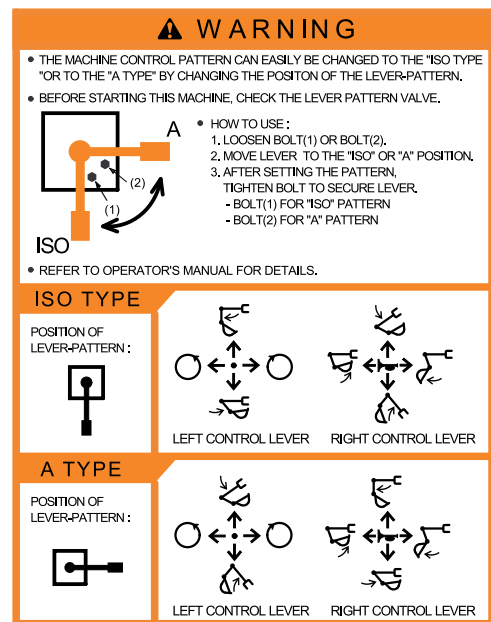 WARNING
• THE MACHINE CONTROL PATTERN CAN EASILY BE CHANGED TO THE "ISO TYPE
"OR TO THE "A TYPE" BY CHANGING THE POSITON OF THE LEVER-PATTERN.
• BEFORE STARTING THIS MACHINE, CHECK THE LEVER PATTERN VALVE.
A
(2)
(1)
ISO
• HOW TO USE :
1. LOOSEN BOLT(1) OR BOLT(2).
2. MOVE LEVER TO THE "ISO" OR "A" POSITION.
3. AFTER SETTING THE PATTERN,
TIGHTEN BOLT TO SECURE LEVER.
- BOLT(1) FOR "ISO" PATTERN
- BOLT(2) FOR "A" PATTERN
• REFER TO OPERATOR'S MANUAL FOR DETAILS.
ISO TYPE
POSITION OF
LEVER-PATTERN :
LEFT CONTROL LEVER
RIGHT CONTROL LEVER
A TYPE
POSITION OF
LEVER-PATTERN :
LEFT CONTROL LEVER
RIGHT CONTROL LEVER